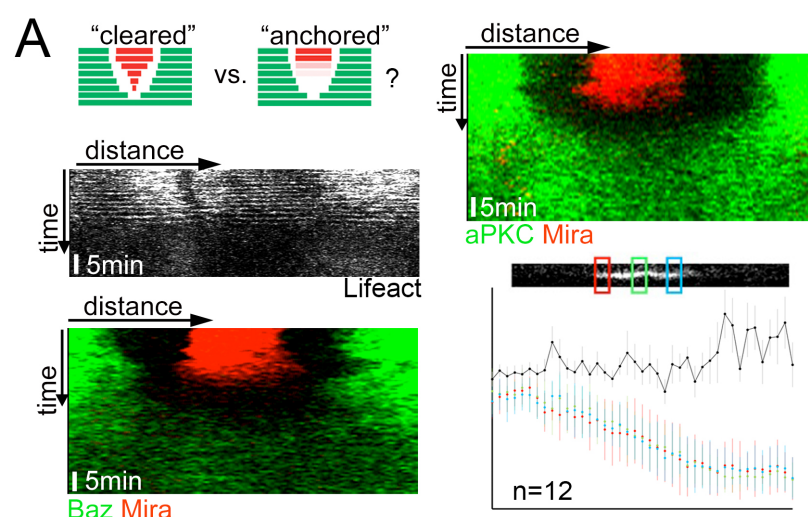 A
“cleared”
vs.
“anchored”
?
distance
time
5min
Lifeact
distance
time
5min
Baz Mira
distance
time
5min
aPKC Mira
n=12